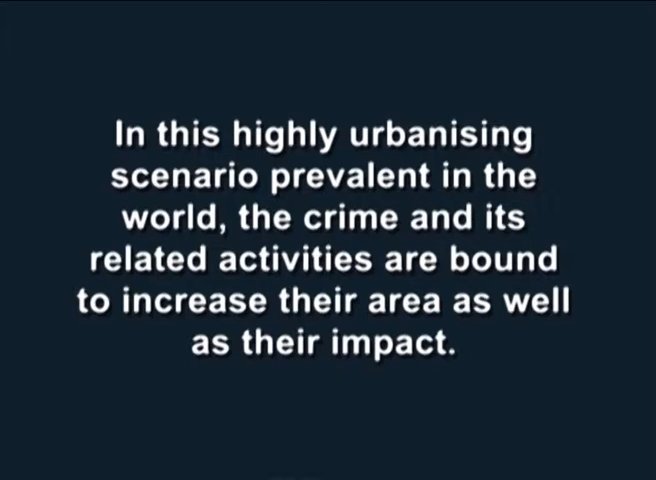 In this highly urbanising
scenario prevalent in the
world, the crime and its
related activities are bound
to increase their area as well
as their impact.